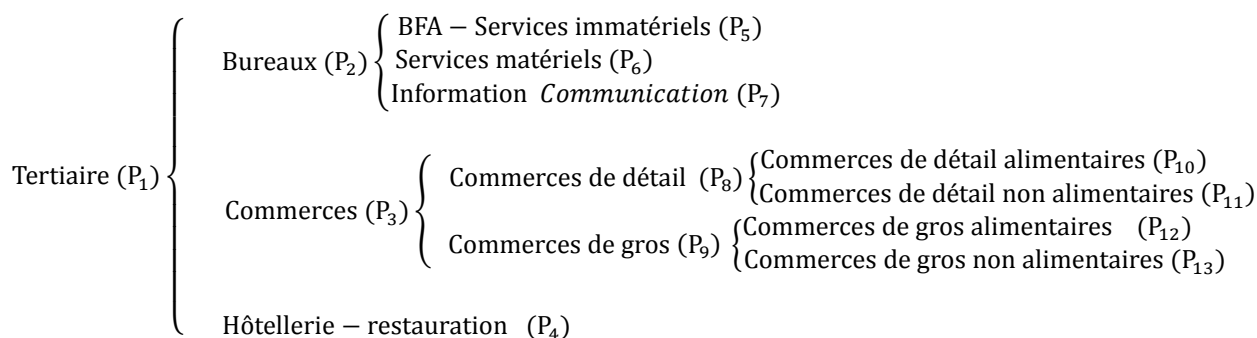 BFA − Services immatériels (P₅)
Bureaux (P₂) Services matériels (P₆)
Information Communication (P₇)
Commerces de détail alimentaires (P₁₀)
Tertiaire (P₁) Commerces de détail (P₈)
Commerces de détail non alimentaires (P₁₁)
Commerces (P₃)
Commerces de gros alimentaires (P₁₂)
Commerces de gros (P₉)
Commerces de gros non alimentaires (P₁₃)
Hôtellerie − restauration (P₄)